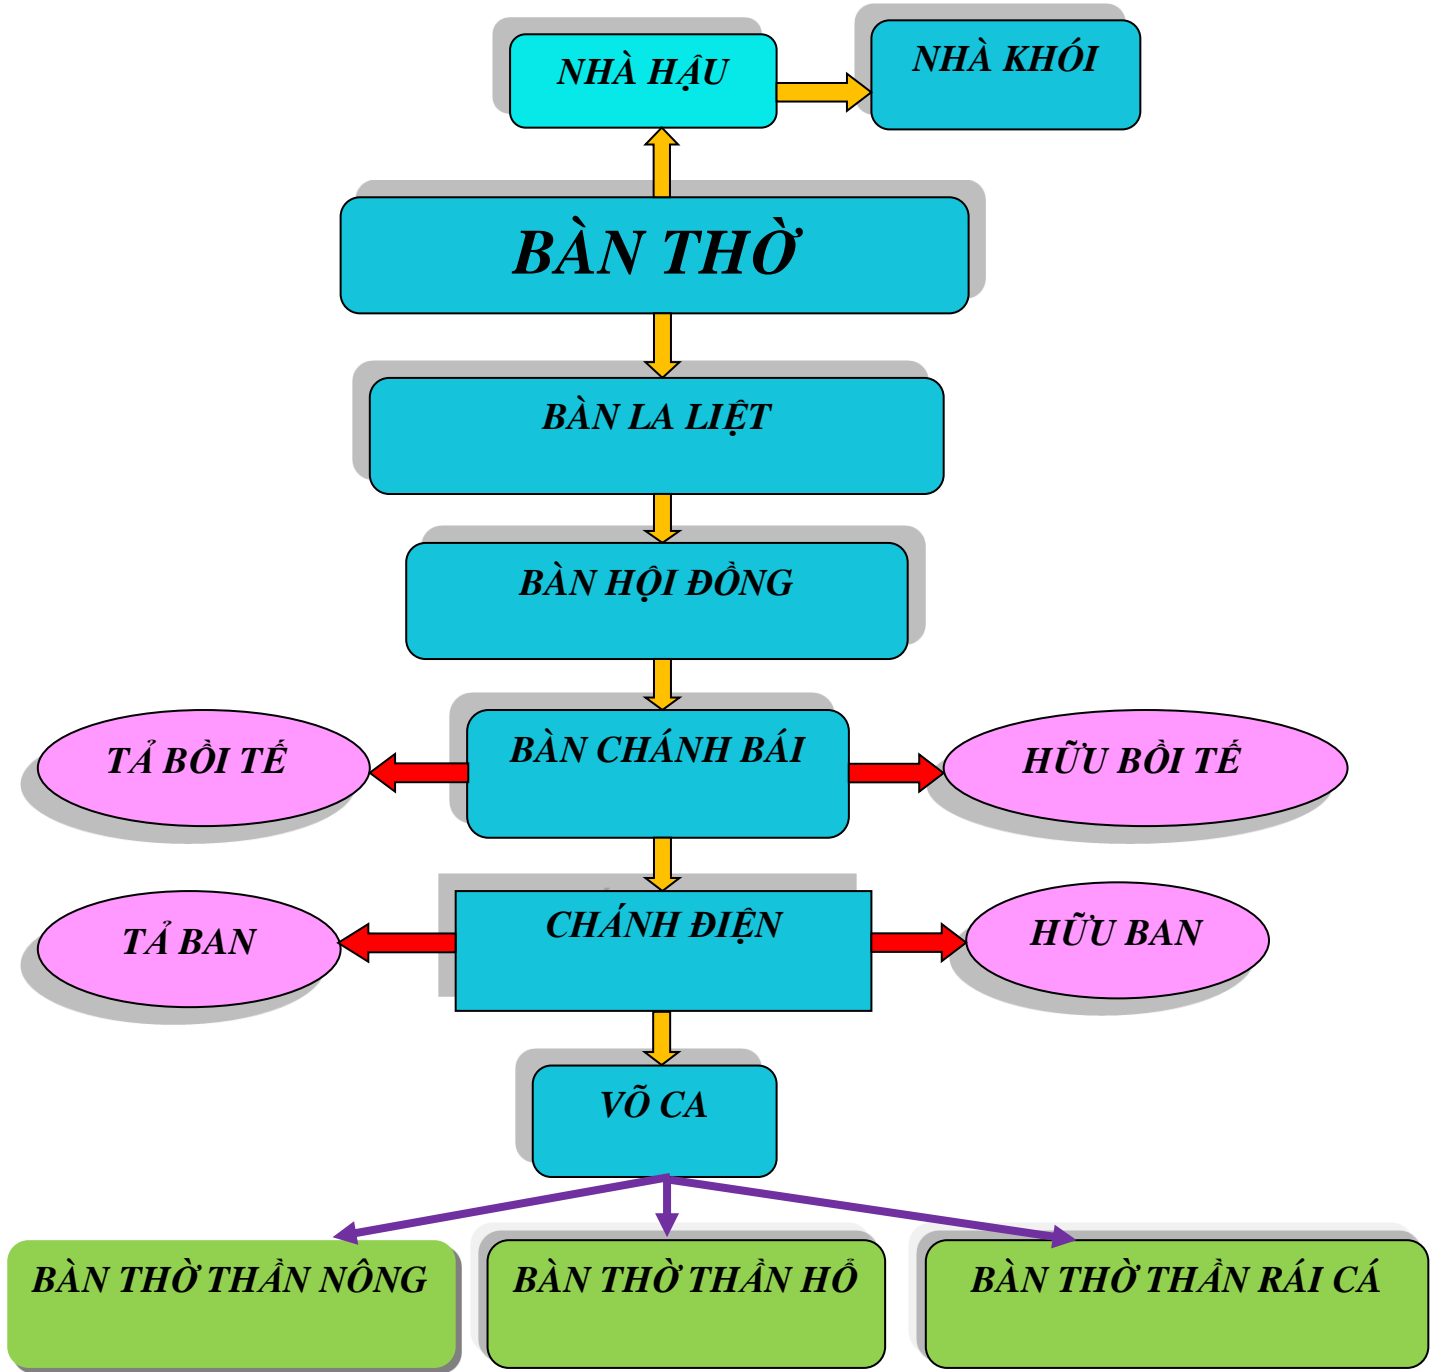 NHÀ HẬU
NHÀ KHÓI
BÀN THỜ
BÀN LA LIỆT
BÀN HỘI ĐỒNG
TẢ BỒI TẾ
BÀN CHÁNH BÁI
HỮU BỒI TẾ
TẢ BAN
CHÁNH ĐIỆN
HỮU BAN
VÕ CA
BÀN THỜ THẦN NÔNG
BÀN THỜ THẦN HỔ
BÀN THỜ THẦN RÁI CÁ